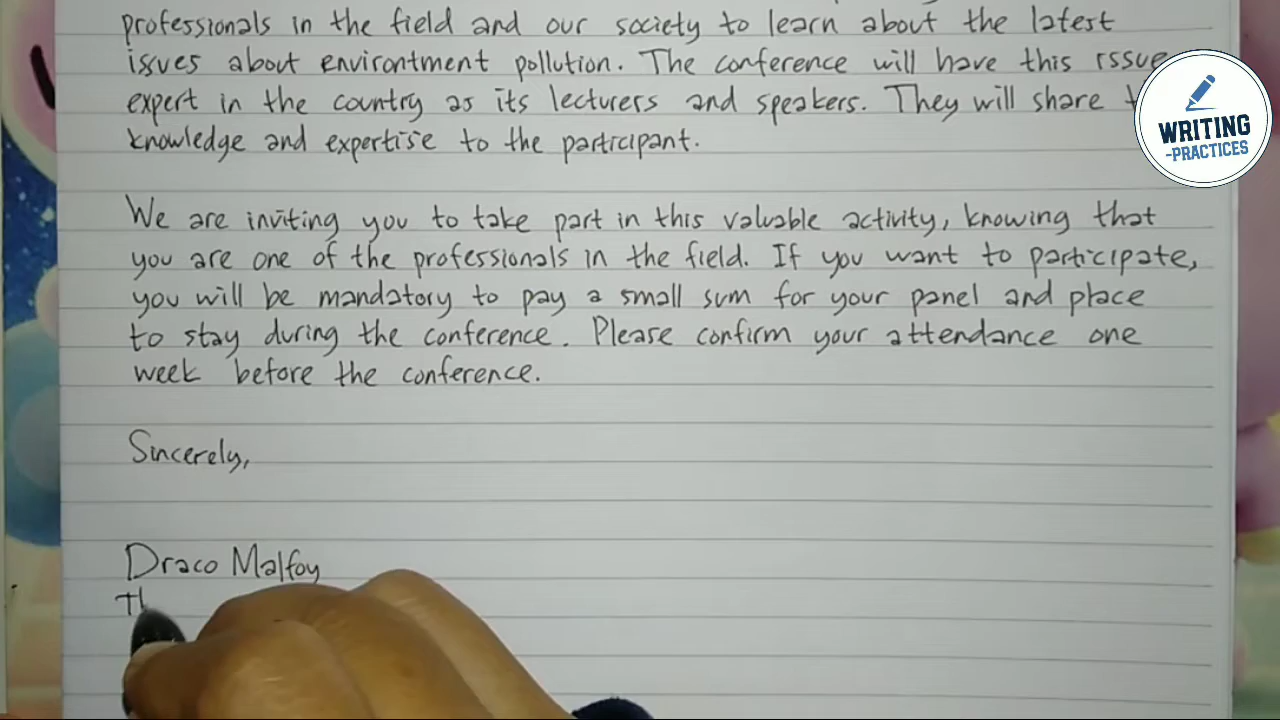 professionals in the field and our society to learn about the latest
issues about environtment pollution. The conference will have this issue
expert in the country as its lecturers and speakers. They will share
knowledge and expertise to the participant.
We are inviting you to take part in this valuable activity, knowing that
you are one of the professionals in the field. If you want to participate,
you will be mandatory to pay a small sum for your panel and place
to stay during the conference. Please confirm your attendance one
week before the conference.
Sincerely,
Draco Malfoy
WRITING
-PRACTICES